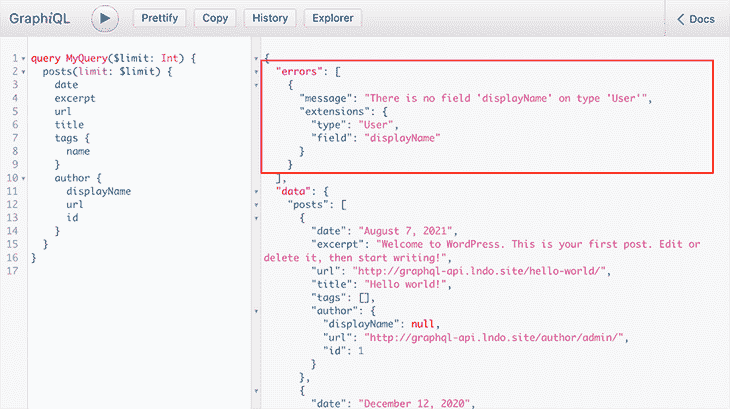 GraphiQL Prettify Copy History Explorer Docs
1 query MyQuery($limit: Int) {
2 posts(limit: $limit) {
3 date
4 excerpt
5 url
6 title
7 tags {
8 name
9 }
10 author {
11 displayName
12 url
13 id
14 }
15 }
16 }
17
{
"errors": [
{
"message": "There is no field 'displayName' on type 'User'",
"extensions": {
"type": "User",
"field": "displayName"
}
}
],
"data": {
"posts": [
{
"date": "August 7, 2021",
"excerpt": "Welcome to WordPress. This is your first post. Edit or
delete it, then start writing!",
"url": "http://graphql-api.lndo.site/hello-world/",
"title": "Hello world!",
"tags": [],
"author": {
"displayName": null,
"url": "http://graphql-api.lndo.site/author/admin/",
"id": 1
}
},
{
"date": "December 12, 2020",